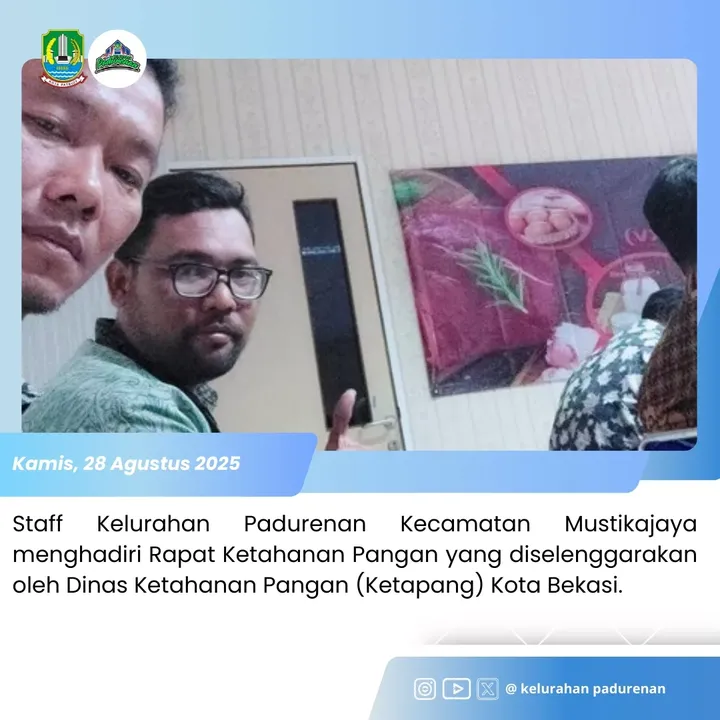 Kamis, 28 Agustus 2025
Staff Kelurahan Padurenan Kecamatan Mustikajaya
menghadiri Rapat Ketahanan Pangan yang diselenggarakan
oleh Dinas Ketahanan Pangan (Ketapang) Kota Bekasi.
@ kelurahan padurenan